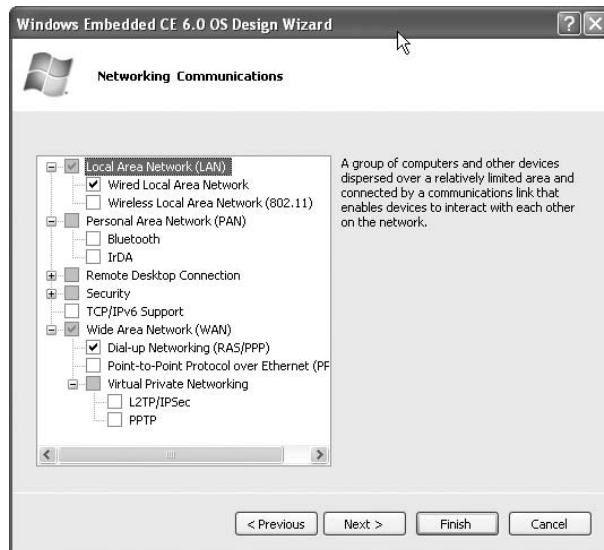 Windows Embedded CE 6.0 OS Design Wizard
Networking Communications
Local Area Network (LAN)
Wired Local Area Network
Wireless Local Area Network (802.11)
Personal Area Network (PAN)
Bluetooth
IrDA
Remote Desktop Connection
Security
TCP/IPv6 Support
Wide Area Network (WAN)
Dial-up Networking (RAS/PPP)
Point-to-Point Protocol over Ethernet (PF
Virtual Private Networking
L2TP/IPSec
PPTP
A group of computers and other devices
dispersed over a relatively limited area and
connected by a communications link that
enables devices to interact with each other
on the network.
< Previous
Next >
Finish
Cancel